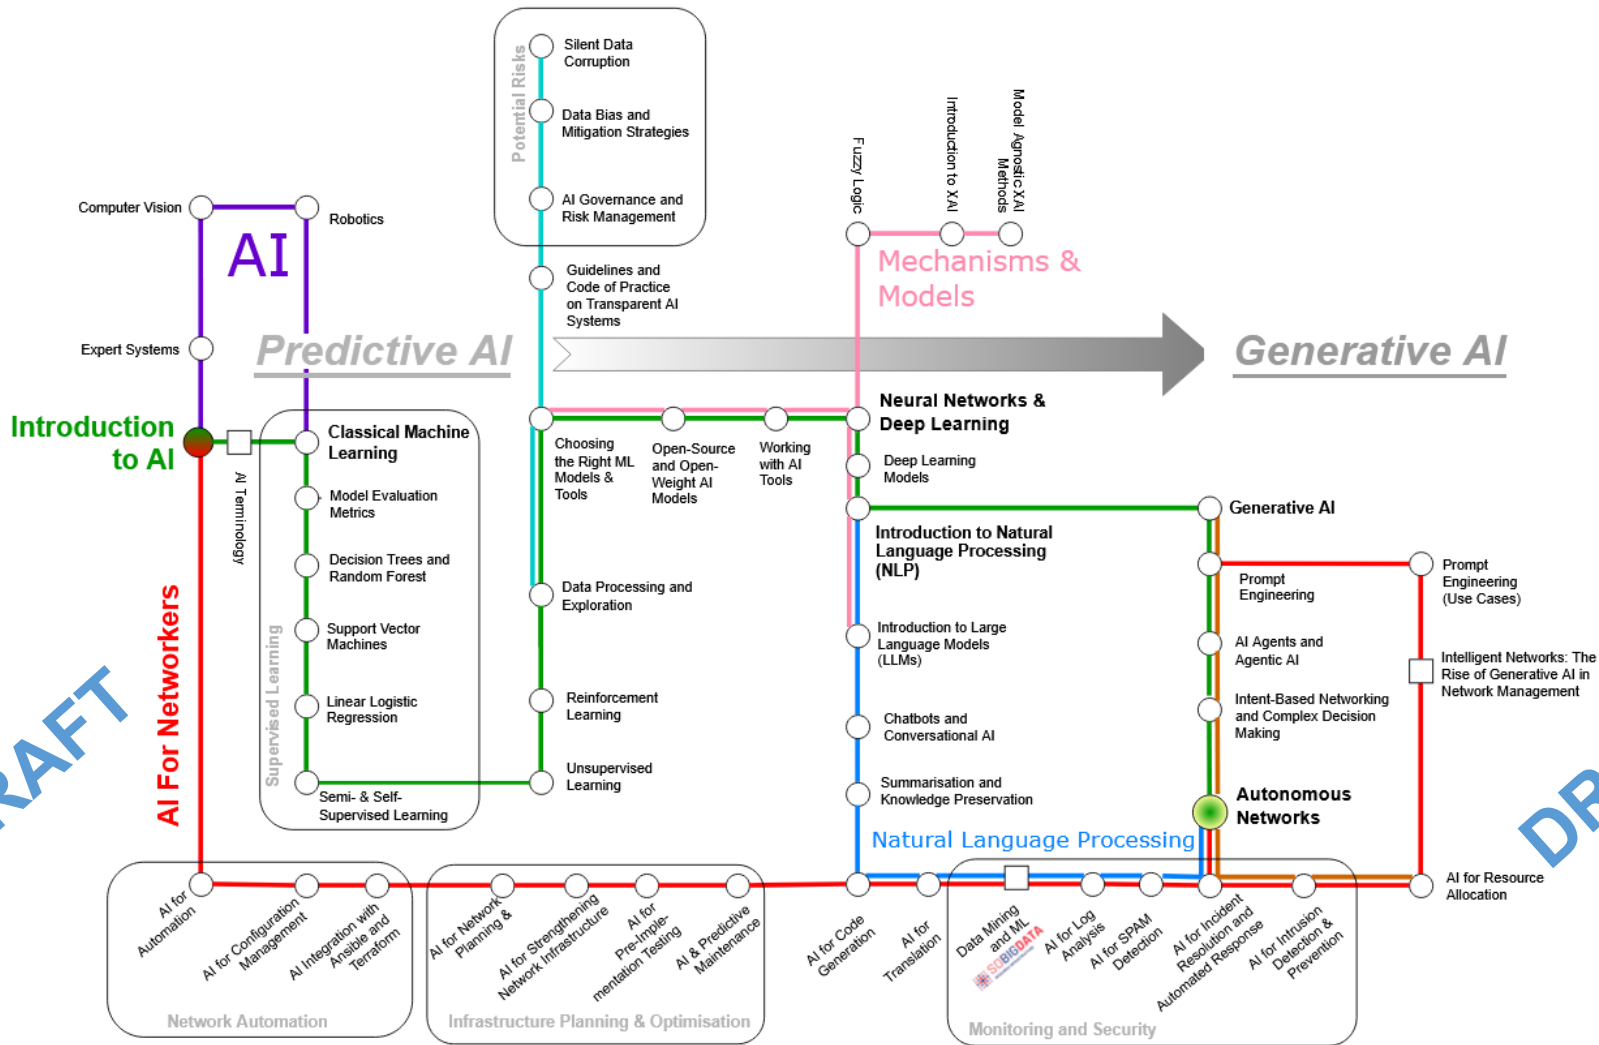 Silent Data
Corruption
Data Bias and
Mitigation Strategies
AI Governance and
Risk Management
Potential Risks
Guidelines and
Code of Practice
on Transparent AI
Systems
Fuzzy Logic
Introduction to XAI
Model Agnostic XAI
Methods
Mechanisms &
Models
Computer Vision
Robotics
AI
Expert Systems
Predictive AI
Generative AI
Introduction
to AI
AI Terminology
Classical Machine
Learning
Model Evaluation
Metrics
Decision Trees and
Random Forest
Support Vector
Machines
Linear Logistic
Regression
Semi- & Self-
Supervised Learning
Supervised Learning
Choosing
the Right ML
Models &
Tools
Open-Source
and Open-
Weight AI
Models
Working
with AI
Tools
Data Processing and
Exploration
Reinforcement
Learning
Unsupervised
Learning
Neural Networks &
Deep Learning
Deep Learning
Models
Introduction to Natural
Language Processing
(NLP)
Introduction to Large
Language Models
(LLMs)
Chatbots and
Conversational AI
Summarisation and
Knowledge Preservation
Natural Language Processing
Generative AI
Prompt
Engineering
AI Agents and
Agentic AI
Intent-Based Networking
and Complex Decision
Making
Autonomous
Networks
Prompt
Engineering
(Use Cases)
Intelligent Networks: The
Rise of Generative AI in
Network Management
AI for Resource
Allocation
AI For Networkers
RAFT
DR
AI for
Automation
AI for Configuration
Management
AI Integration with
Ansible and
Terraform
Network Automation
AI for Network
Planning &
AI for Strengthening
Network Infrastructure
AI for
Pre-Imple-
mentation Testing
AI & Predictive
Maintenance
Infrastructure Planning & Optimisation
AI for Code
Generation
AI for
Translation
Data Mining
and ML
SOBIGDATA
AI for Log
Analysis
AI for SPAM
Detection
AI for Incident
Resolution and
Automated Response
AI for Intrusion
Detection &
Prevention
Monitoring and Security